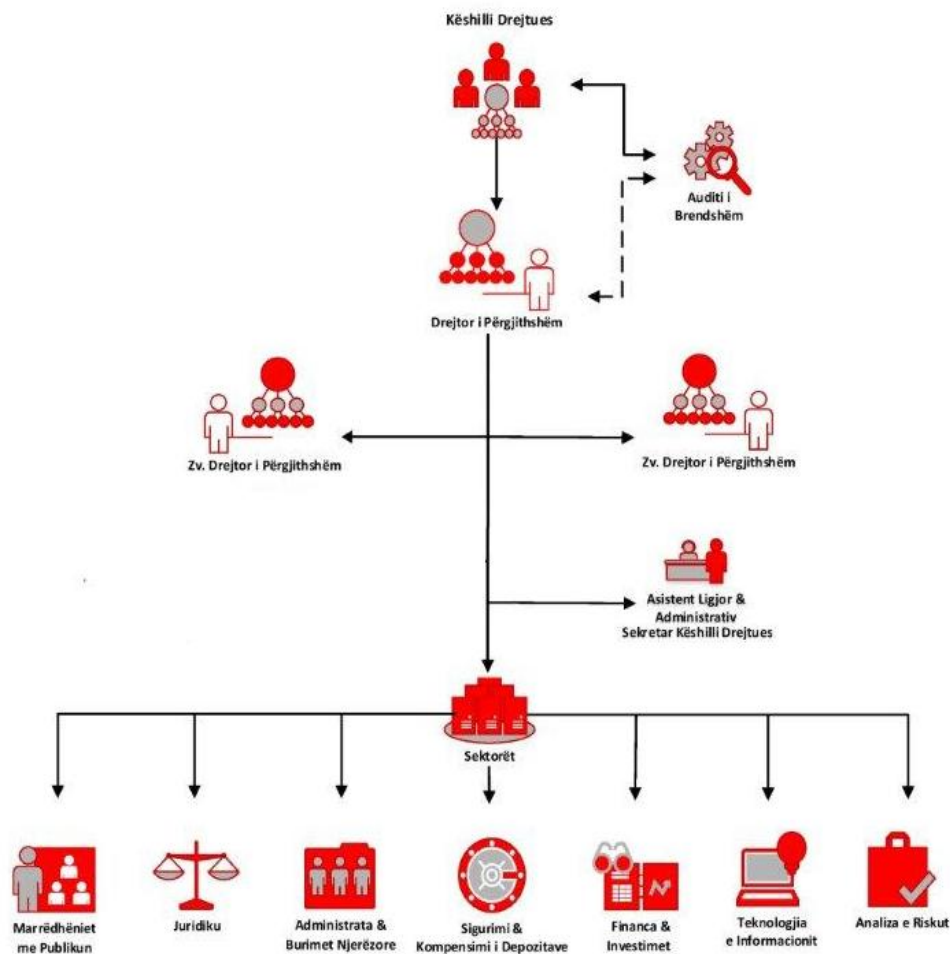 Këshilli Drejtues
Auditi i
Brendshëm
Drejtor i Përgjithshëm
Zv. Drejtor i Përgjithshëm
Zv. Drejtor i Përgjithshëm
Asistent Ligjor &
Administrativ
Sekretar Këshilli Drejtues
Sektorët
Marrëdhëniet
me Publikun
Juridiku
Administrata &
Burimet Njerëzore
Sigurimi &
Kompensimi i Depozitave
Financa &
Investimet
Teknologjia
e Informacionit
Analiza e Riskut